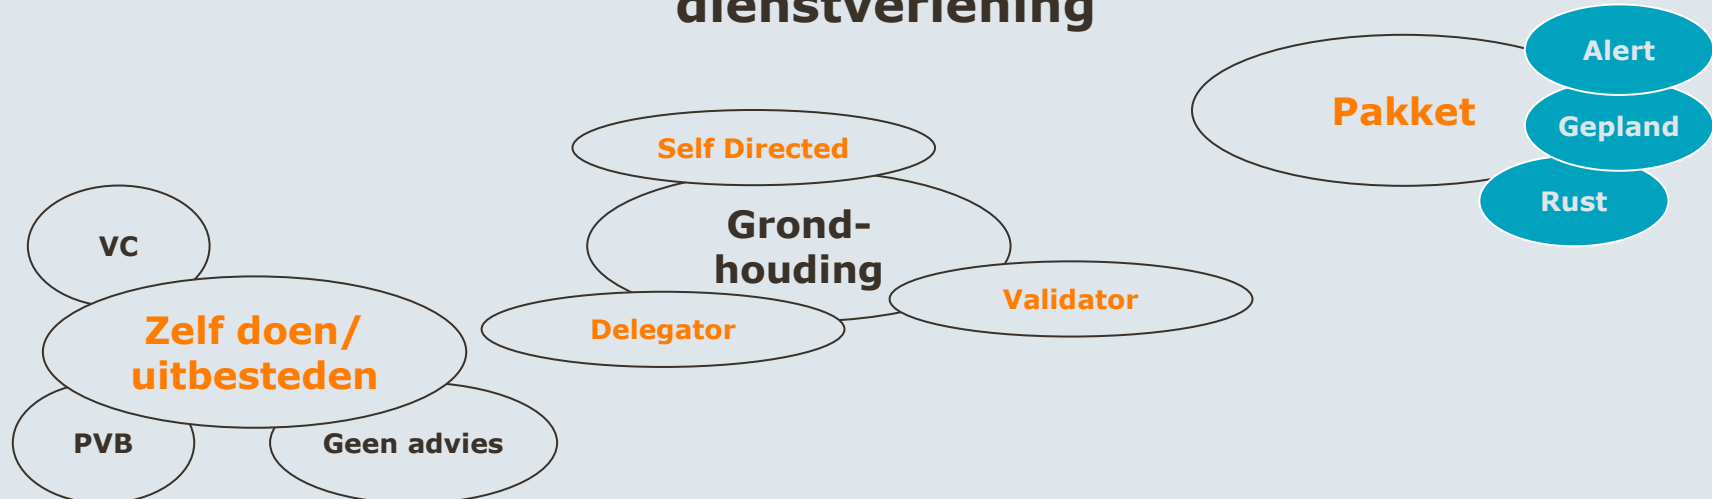 dienstverlening
Alert
Pakket
Gepland
Self Directed
Rust
Grond-
houding
VC
Validator
Zelf doen/
uitbesteden
Delegator
PVB
Geen advies